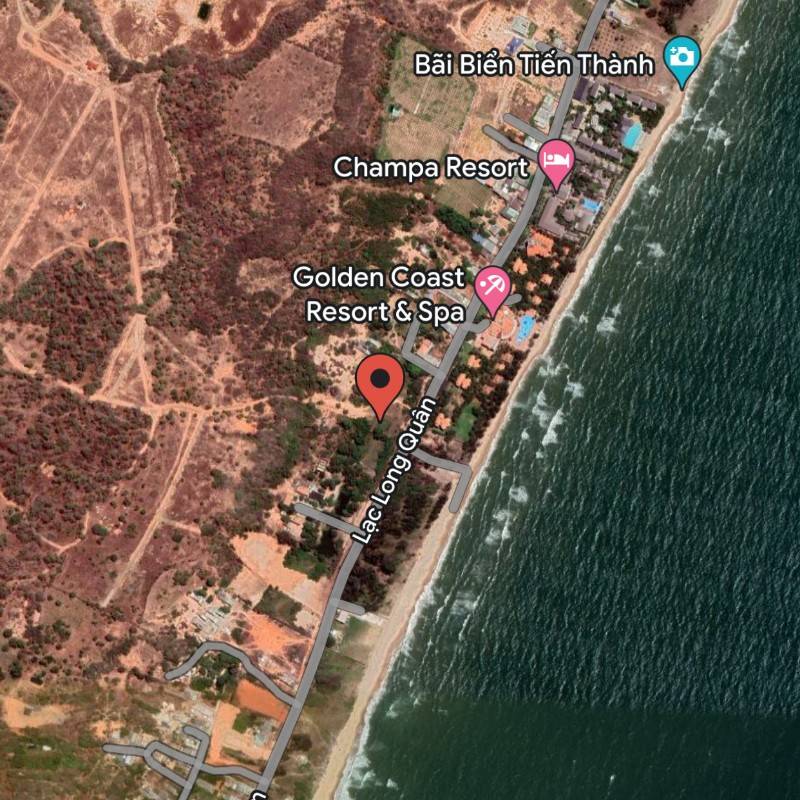 Bãi Biển Tiến Thành
Champa Resort
Golden Coast
Resort & Spa
Lạc Long Quân